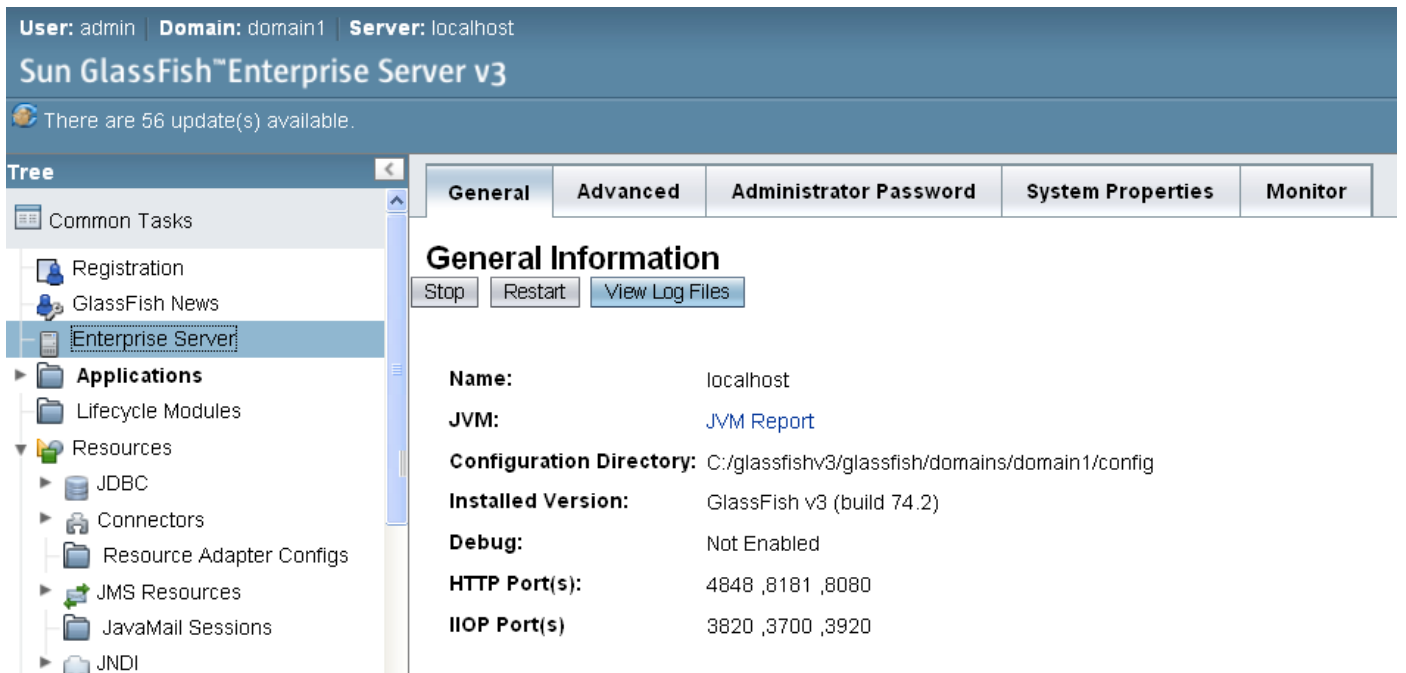 User: admin | Domain: domain1 | Server: localhost
Sun GlassFish™Enterprise Server v3
There are 56 update(s) available.
Tree
Common Tasks
Registration
GlassFish News
Enterprise Server
Applications
Lifecycle Modules
Resources
JDBC
Connectors
Resource Adapter Configs
JMS Resources
JavaMail Sessions
JNDI
General Advanced Administrator Password System Properties Monitor
General Information
Stop Restart View Log Files
Name: localhost
JVM: JVM Report
Configuration Directory: C:/glassfishv3/glassfish/domains/domain1/config
Installed Version: GlassFish v3 (build 74.2)
Debug: Not Enabled
HTTP Port(s): 4848 ,8181 ,8080
IIOP Port(s) 3820 ,3700 ,3920